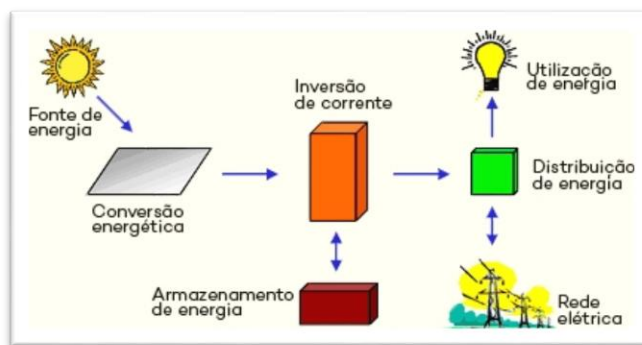 Fonte de
energia
Conversão
energética
Inversão
de corrente
Armazenamento
de energia
Utilização
de energia
Distribuição
de energia
Rede
elétrica